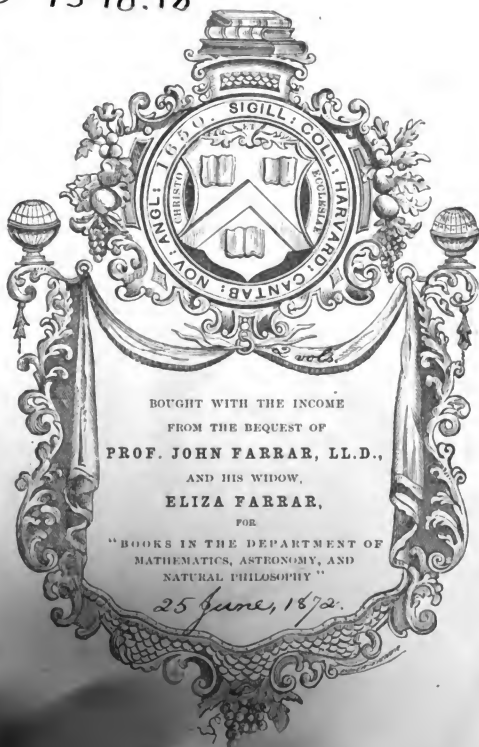 SIGILL: COLL: HARVARD: CANTAB: NOV: ANGL: 1650.
ET
CHRISTO
ECCLESIAE
2 vols.
BOUGHT WITH THE INCOME
FROM THE BEQUEST OF
PROF. JOHN FARRAR, LL.D.,
AND HIS WIDOW,
ELIZA FARRAR,
FOR
"BOOKS IN THE DEPARTMENT OF
MATHEMATICS, ASTRONOMY, AND
NATURAL PHILOSOPHY"
25 June, 1872.